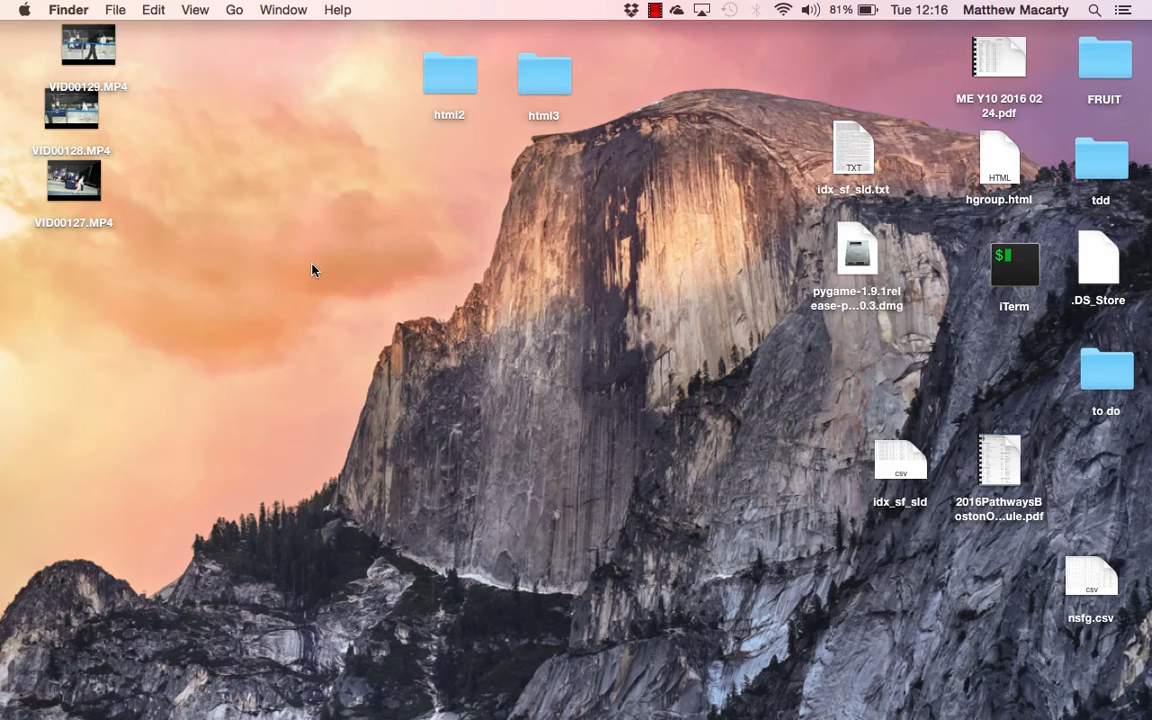 Finder File Edit View Go Window Help 81% Tue 12:16 Matthew Macarty
VID00129.MP4
VID00128.MP4
VID00127.MP4
html2
html3
ME Y10 2016 02
24.pdf
FRUIT
TXT
idx_sf_sld.txt
HTML
hgroup.html
tdd
pygame-1.9.1rel
ease-p...0.3.dmg
$
iTerm
.DS_Store
to do
CSV
idx_sf_sld
2016PathwaysB
ostonO...ule.pdf
CSV
nsfg.csv